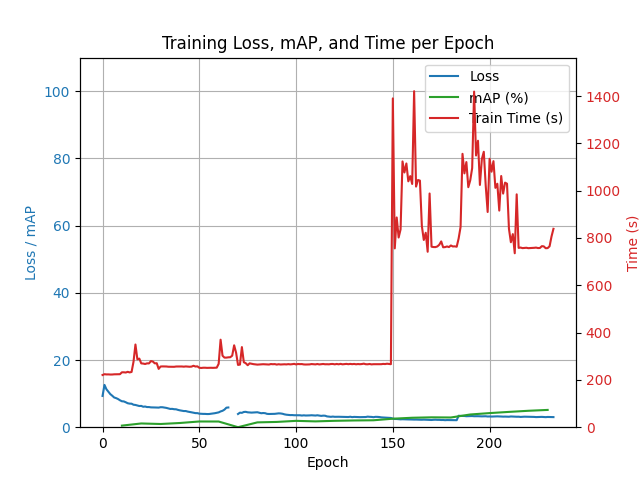 Training Loss, mAP, and Time per Epoch
Loss
mAP (%)
Train Time (s)
100
80
60
40
20
0
Loss / mAP
1400
1200
1000
800
600
400
200
0
Time (s)
0 50 100 150 200
Epoch